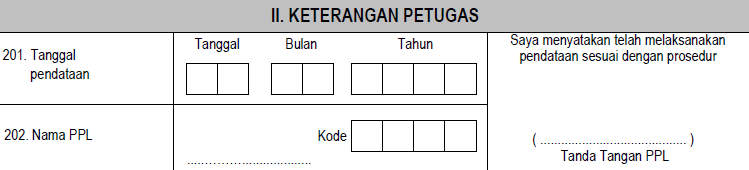 II. KETERANGAN PETUGAS
201. Tanggal
pendataan
Tanggal Bulan Tahun
Saya menyatakan telah melaksanakan
pendataan sesuai dengan prosedur
202. Nama PPL
.............................. Kode
( ........................................ )
Tanda Tangan PPL